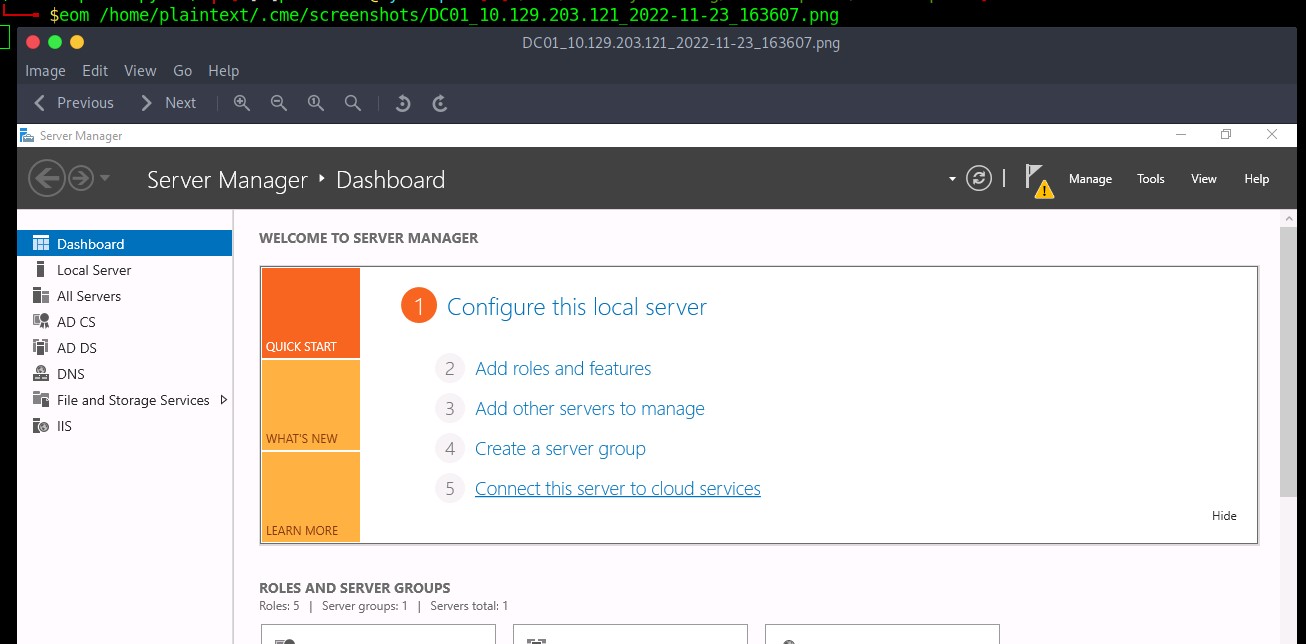 $eom /home/plaintext/.cme/screenshots/DC01_10.129.203.121_2022-11-23_163607.png
DC01_10.129.203.121_2022-11-23_163607.png
Image Edit View Go Help
Previous Next
Server Manager
Server Manager Dashboard
Manage Tools View Help
Dashboard
Local Server
All Servers
AD CS
AD DS
DNS
File and Storage Services
IIS
WELCOME TO SERVER MANAGER
QUICK START
WHAT'S NEW
LEARN MORE
1 Configure this local server
2 Add roles and features
3 Add other servers to manage
4 Create a server group
5 Connect this server to cloud services
Hide
ROLES AND SERVER GROUPS
Roles: 5 | Server groups: 1 | Servers total: 1